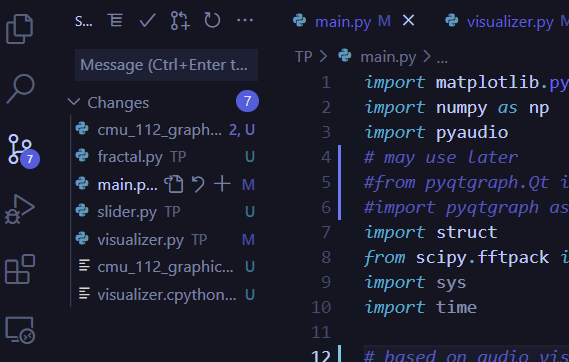 S...
main.py M
visualizer.py M
Message (Ctrl+Enter t...
TP > main.py > ...
Changes 7
7
cmu_112_graph... 2, U
fractal.py TP U
main.p... M
slider.py TP U
visualizer.py TP M
cmu_112_graphic... U
visualizer.cpython... U
1 import matplotlib.py
2 import numpy as np
3 import pyaudio
4 # may use later
5 #from pyqtgraph.Qt i
6 #import pyqtgraph as
7 import struct
8 from scipy.fftpack i
9 import sys
10 import time
11
12 # based on audio vis